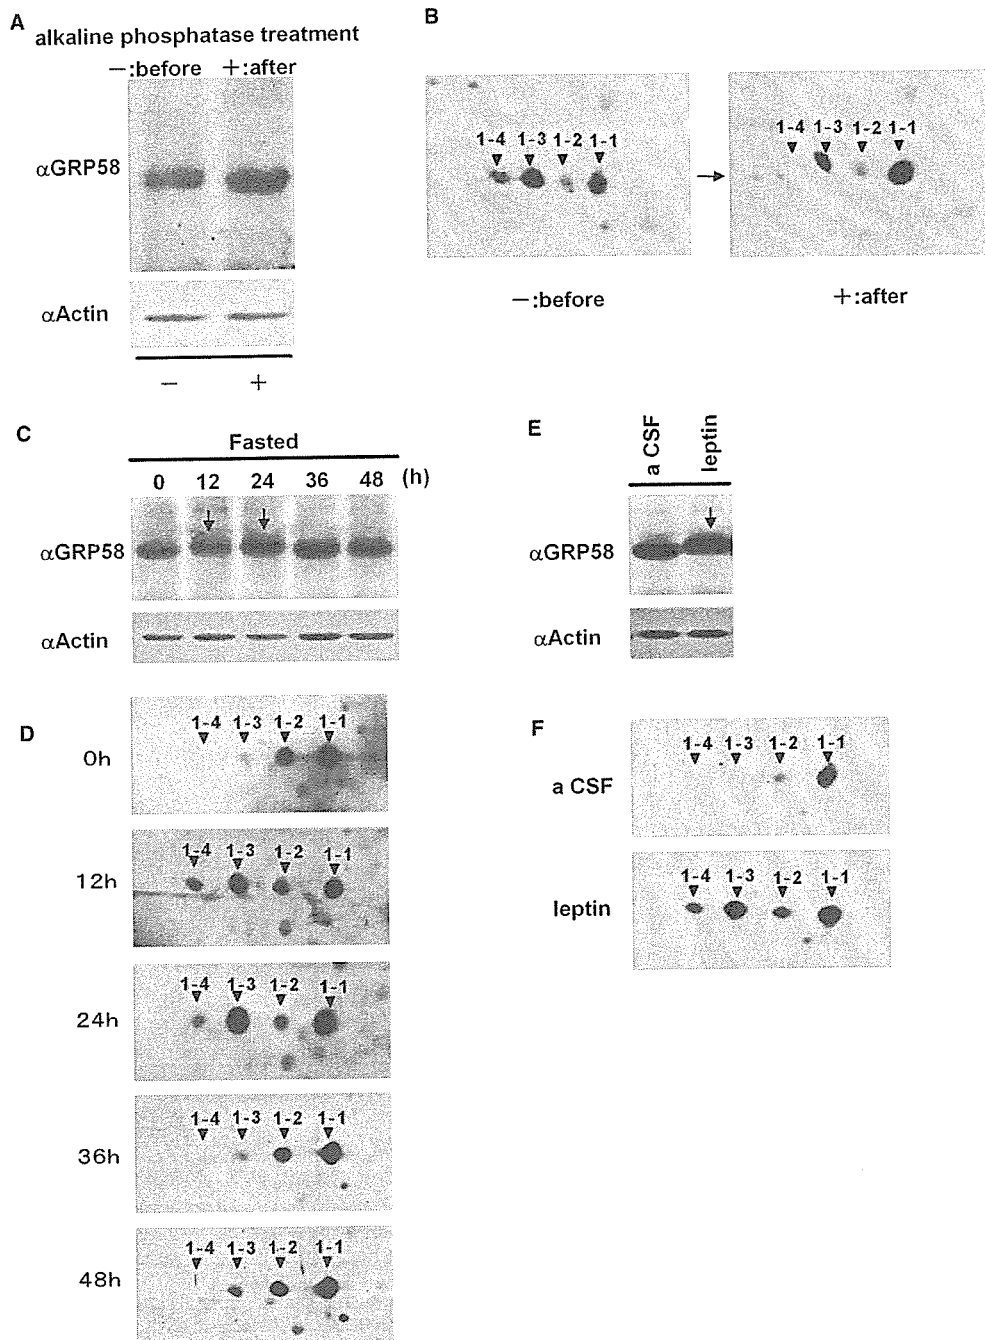 A
alkaline phosphatase treatment
−:before +:after
αGRP58
αActin
− +
B
1-4 1-3 1-2 1-1
1-4 1-3 1-2 1-1
→
−:before
+:after
C
Fasted
0 12 24 36 48 (h)
αGRP58
αActin
E
a CSF
leptin
αGRP58
αActin
D
0h
1-4 1-3 1-2 1-1
12h
1-4 1-3 1-2 1-1
24h
1-4 1-3 1-2 1-1
36h
1-4 1-3 1-2 1-1
48h
1-4 1-3 1-2 1-1
F
a CSF
1-4 1-3 1-2 1-1
leptin
1-4 1-3 1-2 1-1